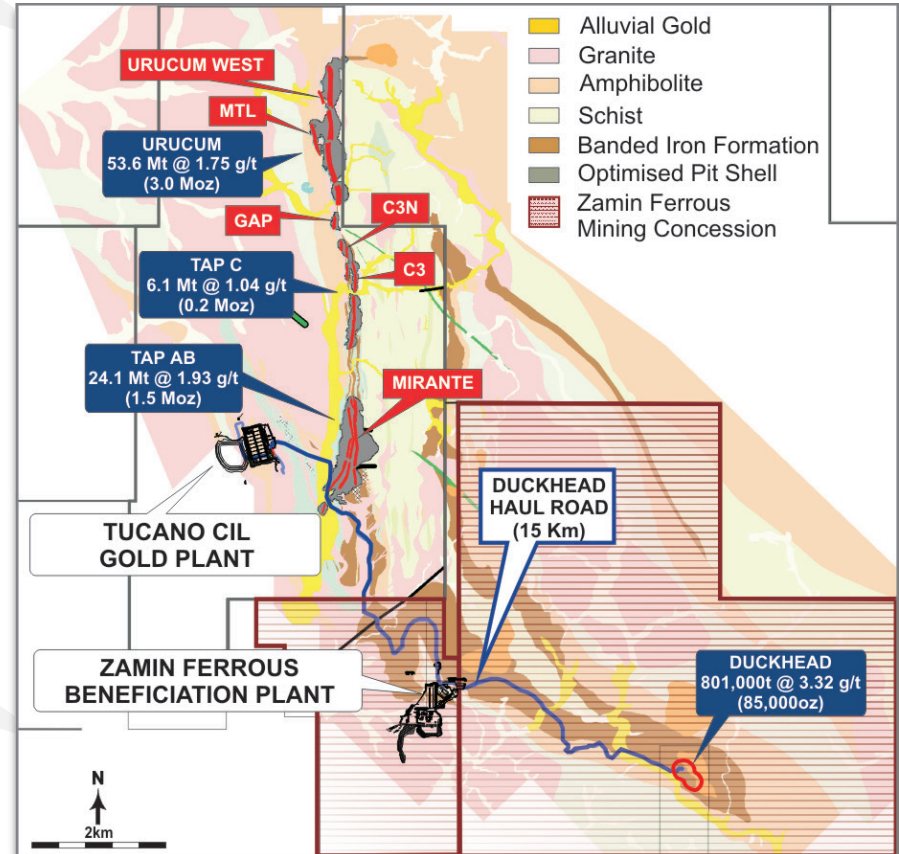 URUCUM WEST
MTL
URUCUM
53.6 Mt @ 1.75 g/t
(3.0 Moz)
GAP
C3N
TAP C
6.1 Mt @ 1.04 g/t
(0.2 Moz)
C3
TAP AB
24.1 Mt @ 1.93 g/t
(1.5 Moz)
MIRANTE
Alluvial Gold
Granite
Amphibolite
Schist
Banded Iron Formation
Optimised Pit Shell
Zamin Ferrous
Mining Concession
TUCANO CIL
GOLD PLANT
DUCKHEAD
HAUL ROAD
(15 Km)
ZAMIN FERROUS
BENEFICIATION PLANT
DUCKHEAD
801,000t @ 3.32 g/t
(85,000oz)
N
2km